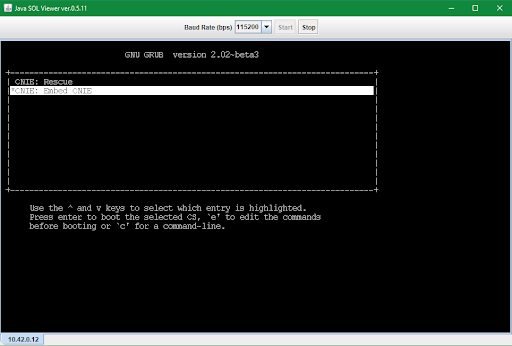 Java SOL Viewer ver.0.5.11
Baud Rate (bps) 115200 Start Stop
GNU GRUB version 2.02~beta3
+----------------------------------------------------------------------------+
| CNIE: Rescue |
|*CNIE: Embed CNIE |
+----------------------------------------------------------------------------+
Use the ^ and v keys to select which entry is highlighted.
Press enter to boot the selected OS, `e' to edit the commands
before booting or `c' for a command-line.
10.42.0.12